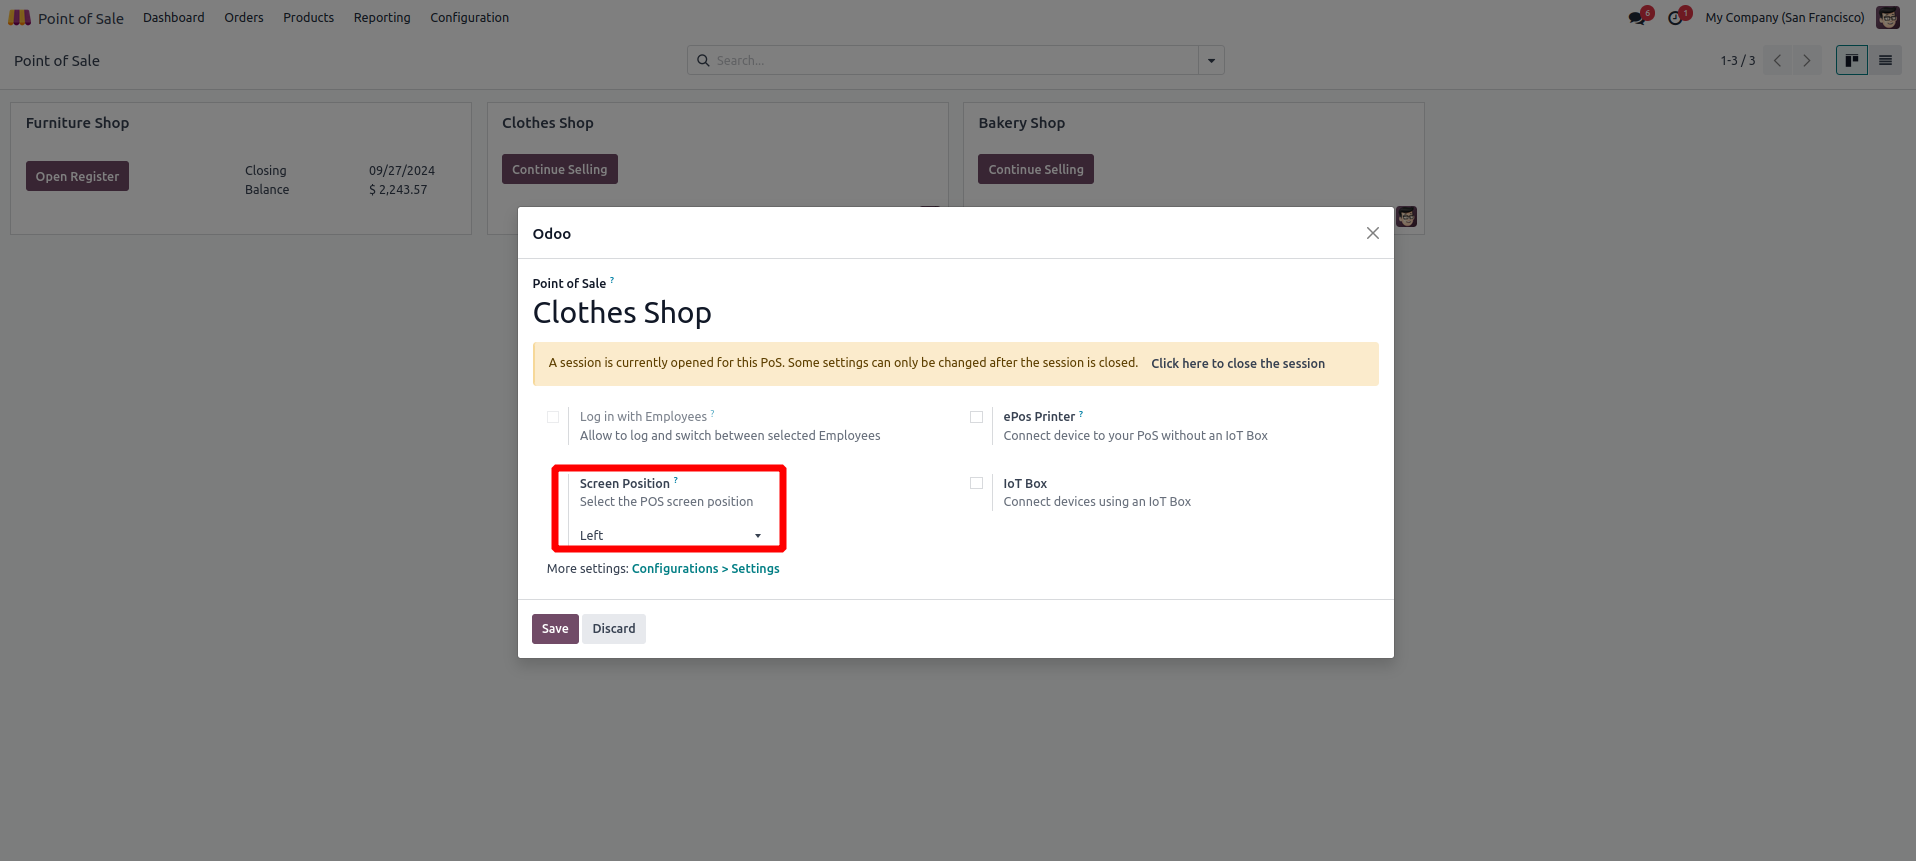 Point of Sale Dashboard Orders Products Reporting Configuration 6 1 My Company (San Francisco)
Point of Sale Search... 1-3 / 3
Furniture Shop
Open Register
Closing 09/27/2024
Balance $ 2,243.57
Clothes Shop
Continue Selling
Bakery Shop
Continue Selling
Odoo
Point of Sale ?
Clothes Shop
A session is currently opened for this PoS. Some settings can only be changed after the session is closed. Click here to close the session
Log in with Employees ?
Allow to log and switch between selected Employees
ePos Printer ?
Connect device to your PoS without an IoT Box
Screen Position ?
Select the POS screen position
Left
IoT Box
Connect devices using an IoT Box
More settings: Configurations > Settings
Save Discard